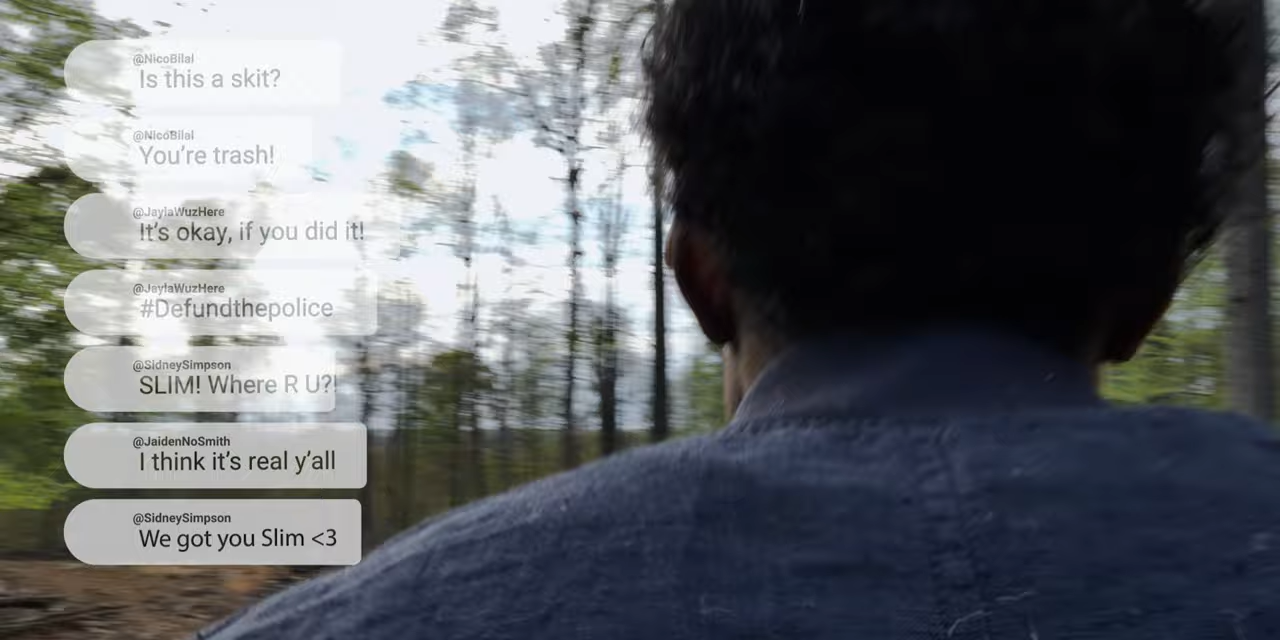 @NicoBilal
Is this a skit?
@NicoBilal
You're trash!
@JaylaWuzHere
It's okay, if you did it!
@JaylaWuzHere
#Defundthepolice
@SidneySimpson
SLIM! Where R U?!
@JaidenNoSmith
I think it's real y'all
@SidneySimpson
We got you Slim <3